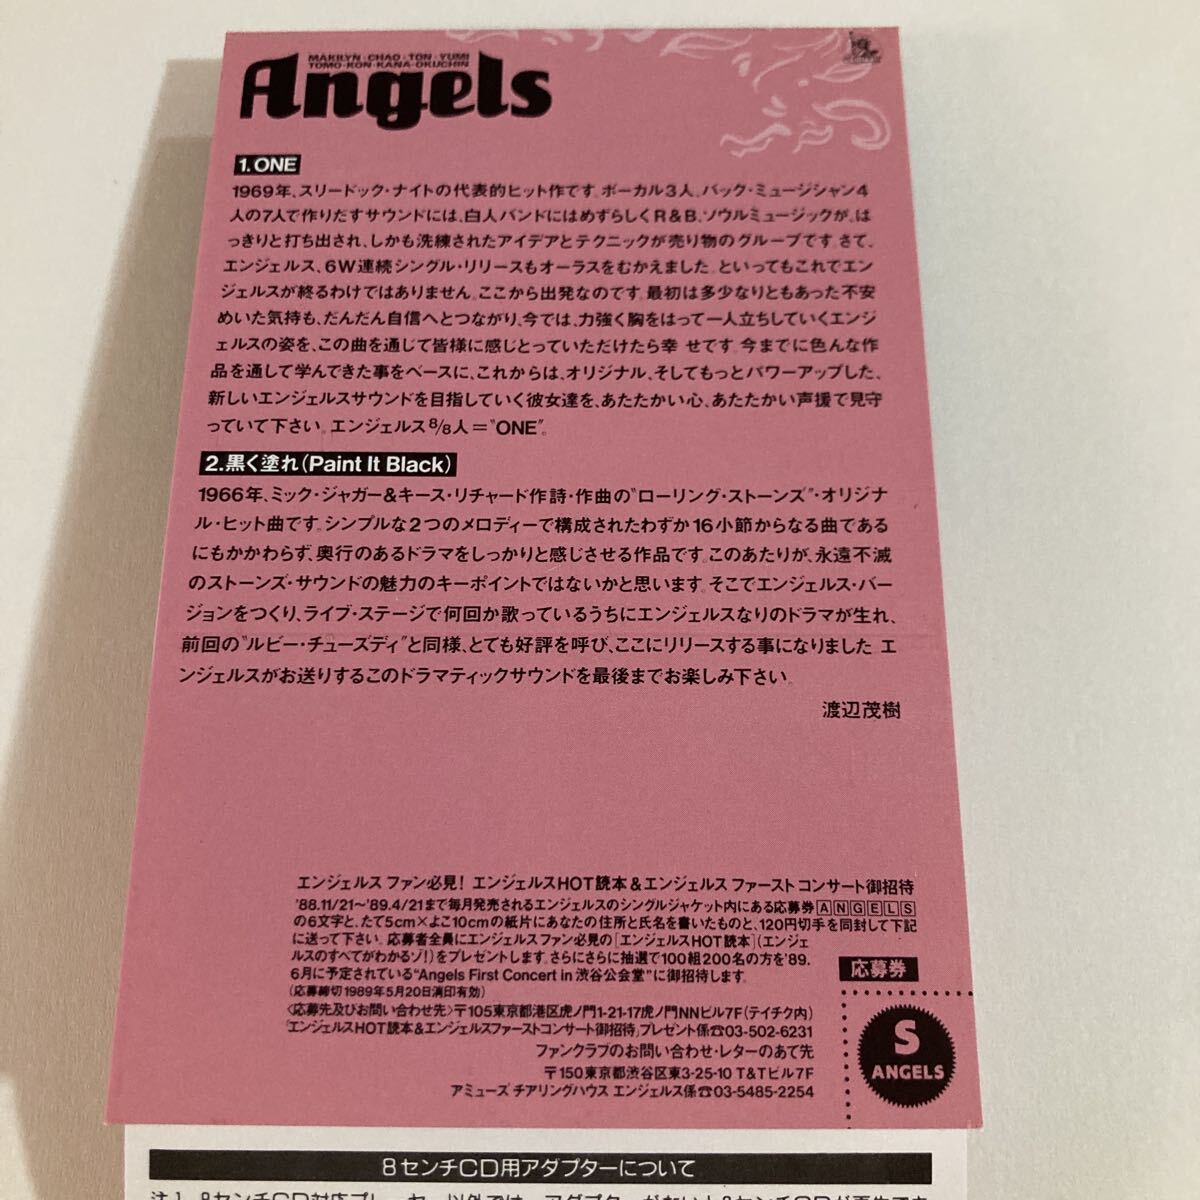 MARILYN・CHAO・TON・YUMI
TOMO・KON・KANA・OKUCHIN
Angels
1.ONE
1969年、スリードック・ナイトの代表的ヒット作です。ボーカル3人、バック・ミュージシャン4
人の7人で作りだすサウンドには、白人バンドにはめずらしくR&B、ソウルミュージックが、は
っきりと打ち出され、しかも洗練されたアイデアとテクニックが売り物のグループです。さて、
エンジェルス、6W連続シングル・リリースもオーラスをむかえました。といってもこれでエン
ジェルスが終るわけではありません。ここから出発なのです。最初は多少なりともあった不安
めいた気持も、だんだん自信へとつながり、今では、力強く胸をはって一人立ちしていくエンジ
ェルスの姿を、この曲を通じて皆様に感じとっていただけたら幸せです。今までに色んな作
品を通して学んできた事をベースに、これからは、オリジナル、そしてもっとパワーアップした、
新しいエンジェルスサウンドを目指していく彼女達を、あたたかい心、あたたかい声援で見守
っていて下さい。エンジェルス8/8人＝"ONE"。
2.黒く塗れ(Paint It Black)
1966年、ミック・ジャガー&キース・リチャード作詩・作曲の"ローリング・ストーンズ"・オリジナ
ル・ヒット曲です。シンプルな2つのメロディーで構成されたわずか16小節からなる曲である
にもかかわらず、奥行のあるドラマをしっかりと感じさせる作品です。このあたりが、永遠不滅
のストーンズ・サウンドの魅力のキーポイントではないかと思います。そこでエンジェルス・バー
ジョンをつくり、ライブ・ステージで何回か歌っているうちにエンジェルスなりのドラマが生れ、
前回の"ルビー・チューズディ"と同様、とても好評を呼び、ここにリリースする事になりました。エ
ンジェルスがお送りするこのドラマティックサウンドを最後までお楽しみ下さい。
渡辺茂樹
エンジェルス ファン必見! エンジェルスHOT読本&エンジェルス ファースト コンサート御招待
'88.11/21〜'89.4/21まで毎月発売されるエンジェルスのシングルジャケット内にある応募券ANGELS
の6文字と、たて5cm×よこ10cmの紙片にあなたの住所と氏名を書いたものと、120円切手を同封して下記
に送って下さい。応募者全員にエンジェルスファン必見の[エンジェルスHOT読本](エンジェ
ルスのすべてがわかるゾ!)をプレゼントします。さらにさらに抽選で100組200名の方を'89.
6月に予定されている"Angels First Concert in 渋谷公会堂"に御招待します。
(応募締切1989年5月20日消印有効)
〈応募先及びお問い合わせ先〉〒105東京都港区虎ノ門1-21-17虎ノ門NNビル7F(テイチク内)
「エンジェルスHOT読本&エンジェルスファーストコンサート御招待」プレゼント係☎03-502-6231
ファンクラブのお問い合わせ・レターのあて先
〒150東京都渋谷区東3-25-10 T&Tビル7F
アミューズ チアリングハウス エンジェルス係☎03-5485-2254
応募券
S
ANGELS
8センチCD用アダプターについて